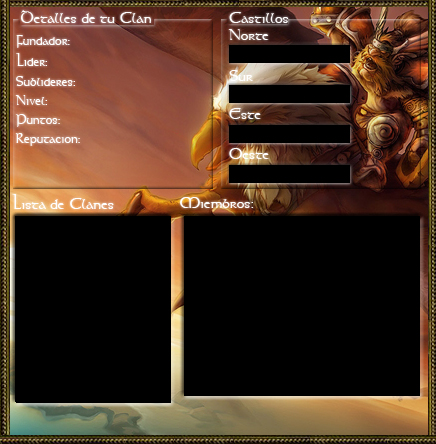 Detalles de tu Clan
Fundador:
Lider:
Sublideres:
Nivel:
Puntos:
Reputacion:
Castillos
Norte
Sur
Este
Oeste
Lista de Clanes
Miembros: